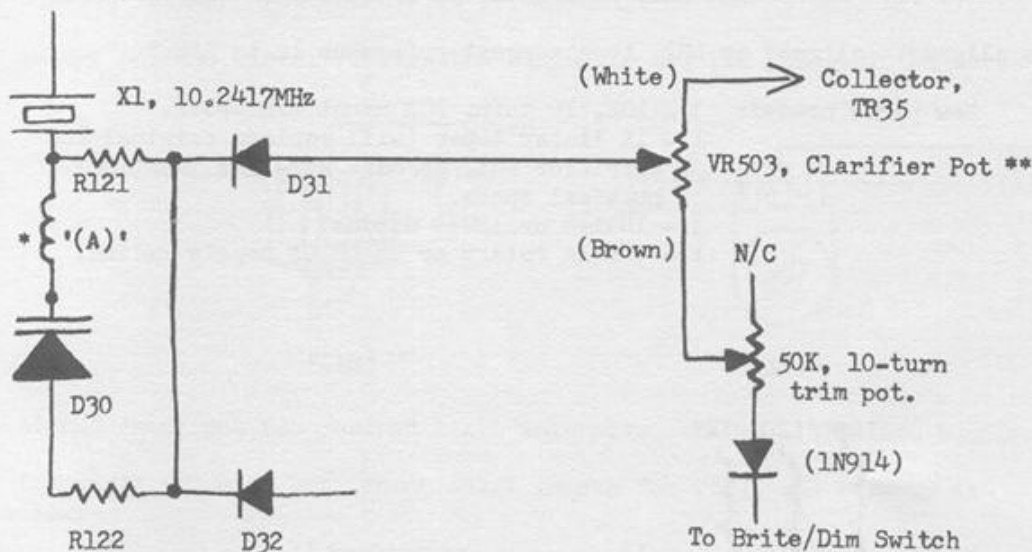 (White)
Collector,
TR35
X1, 10.2417MHz
R121
D31
VR503, Clarifier Pot **
* '(A)'
(Brown)
N/C
D30
50K, 10-turn
trim pot.
(1N914)
R122
D32
To Brite/Dim Switch